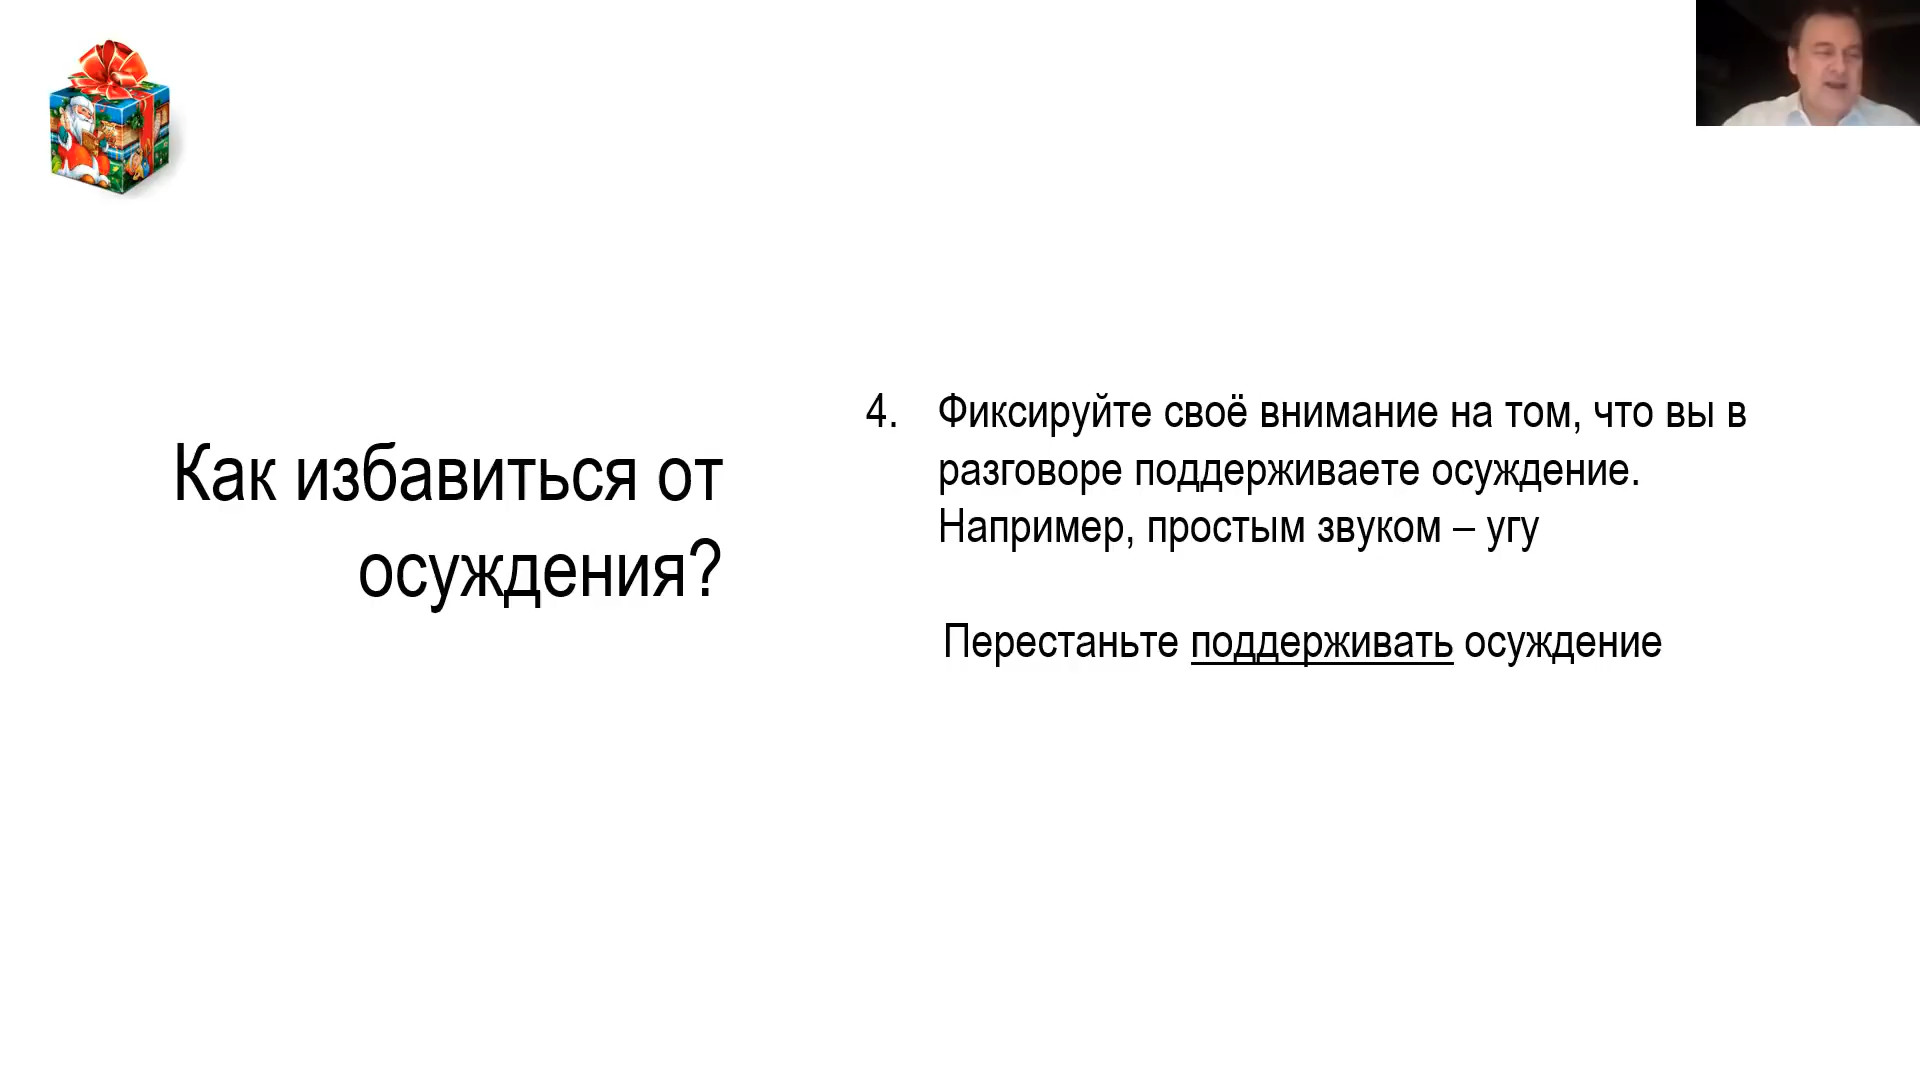 Как избавиться от
осуждения?
4. Фиксируйте своё внимание на том, что вы в
разговоре поддерживаете осуждение.
Например, простым звуком – угу
Перестаньте поддерживать осуждение